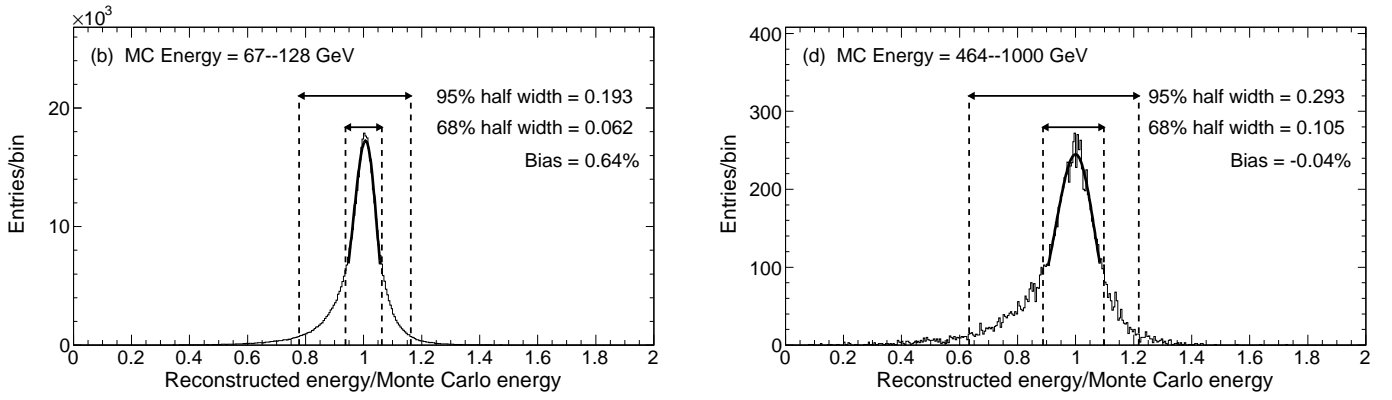 ×10³
(b) MC Energy = 67--128 GeV
95% half width = 0.193
68% half width = 0.062
Bias = 0.64%
Entries/bin
20
10
0
0 0.2 0.4 0.6 0.8 1 1.2 1.4 1.6 1.8 2
Reconstructed energy/Monte Carlo energy
(d) MC Energy = 464--1000 GeV
95% half width = 0.293
68% half width = 0.105
Bias = -0.04%
Entries/bin
400
300
200
100
0
0 0.2 0.4 0.6 0.8 1 1.2 1.4 1.6 1.8 2
Reconstructed energy/Monte Carlo energy